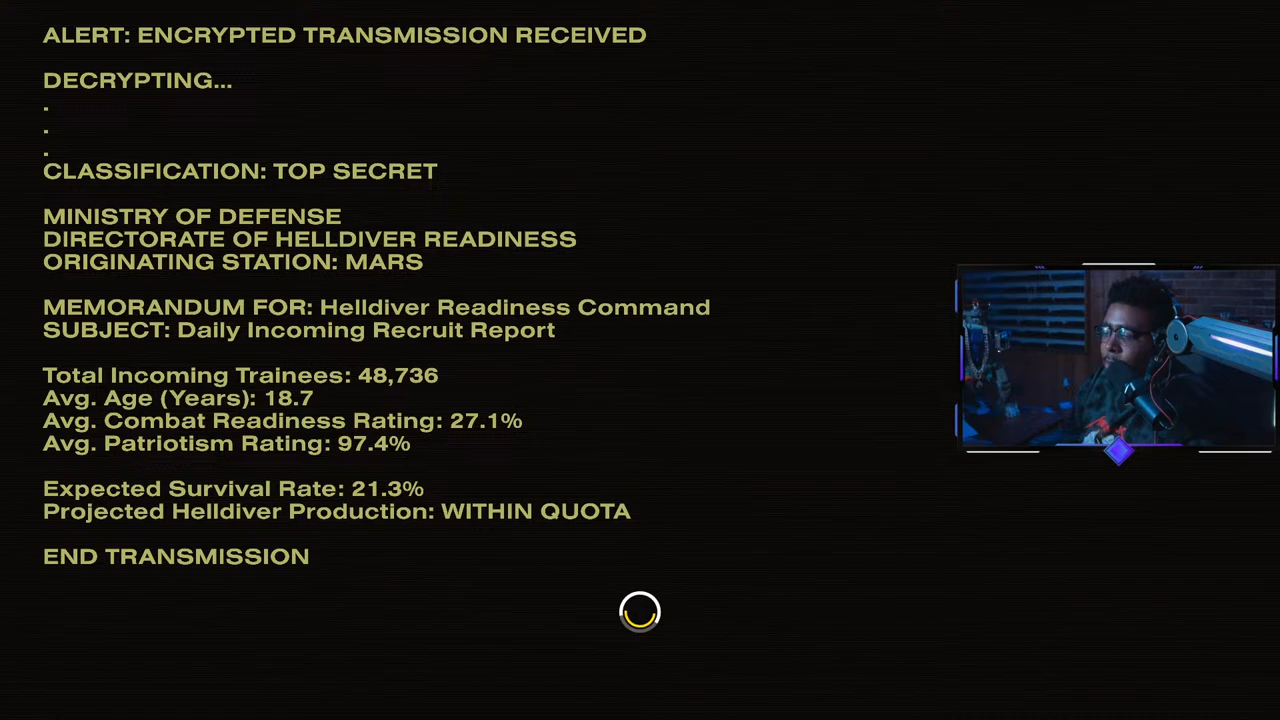 ALERT: ENCRYPTED TRANSMISSION RECEIVED
DECRYPTING...
.
.
.
CLASSIFICATION: TOP SECRET
MINISTRY OF DEFENSE
DIRECTORATE OF HELLDIVER READINESS
ORIGINATING STATION: MARS
MEMORANDUM FOR: Helldiver Readiness Command
SUBJECT: Daily Incoming Recruit Report
Total Incoming Trainees: 48,736
Avg. Age (Years): 18.7
Avg. Combat Readiness Rating: 27.1%
Avg. Patriotism Rating: 97.4%
Expected Survival Rate: 21.3%
Projected Helldiver Production: WITHIN QUOTA
END TRANSMISSION